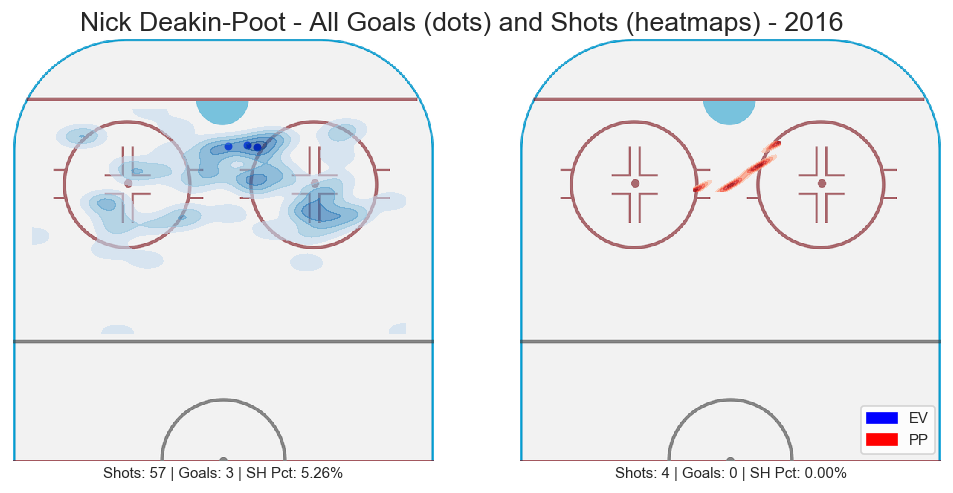 Nick Deakin-Poot - All Goals (dots) and Shots (heatmaps) - 2016
EV
PP
Shots: 57 | Goals: 3 | SH Pct: 5.26%
Shots: 4 | Goals: 0 | SH Pct: 0.00%